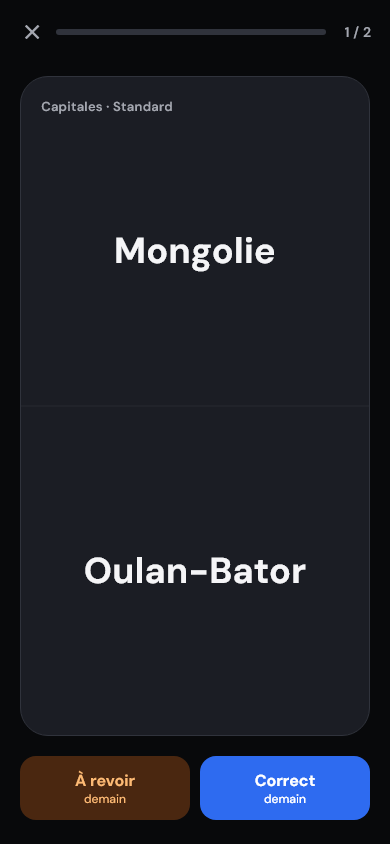 1 / 2
Capitales · Standard
Mongolie
Oulan-Bator
À revoir
demain
Correct
demain